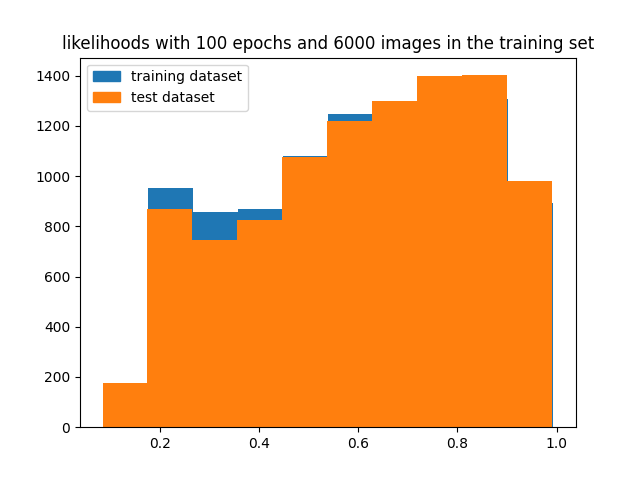 likelihoods with 100 epochs and 6000 images in the training set
training dataset
test dataset
1400
1200
1000
800
600
400
200
0
0.2 0.4 0.6 0.8 1.0